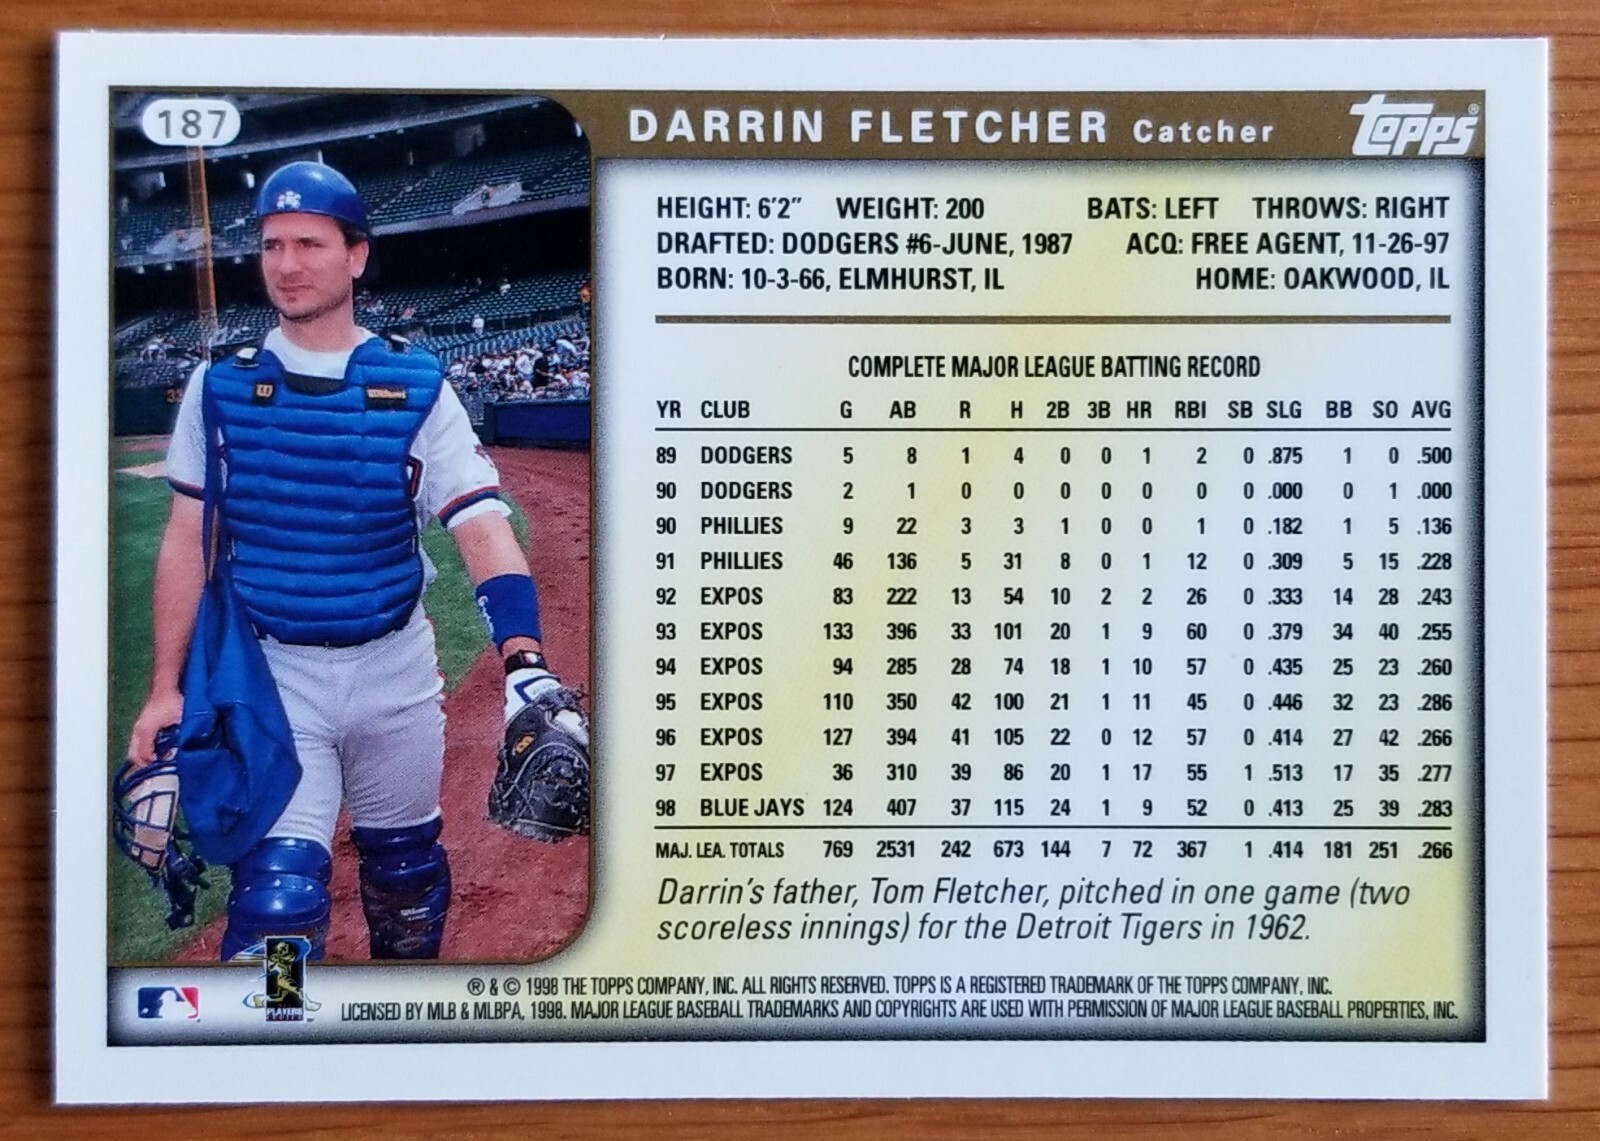 187
DARRIN FLETCHER Catcher Topps®
HEIGHT: 6'2" WEIGHT: 200 BATS: LEFT THROWS: RIGHT
DRAFTED: DODGERS #6-JUNE, 1987 ACQ: FREE AGENT, 11-26-97
BORN: 10-3-66, ELMHURST, IL HOME: OAKWOOD, IL
COMPLETE MAJOR LEAGUE BATTING RECORD
YR CLUB G AB R H 2B 3B HR RBI SB SLG BB SO AVG
89 DODGERS 5 8 1 4 0 0 1 2 0 .875 1 0 .500
90 DODGERS 2 1 0 0 0 0 0 0 0 .000 0 1 .000
90 PHILLIES 9 22 3 3 1 0 0 1 0 .182 1 5 .136
91 PHILLIES 46 136 5 31 8 0 1 12 0 .309 5 15 .228
92 EXPOS 83 222 13 54 10 2 2 26 0 .333 14 28 .243
93 EXPOS 133 396 33 101 20 1 9 60 0 .379 34 40 .255
94 EXPOS 94 285 28 74 18 1 10 57 0 .435 25 23 .260
95 EXPOS 110 350 42 100 21 1 11 45 0 .446 32 23 .286
96 EXPOS 127 394 41 105 22 0 12 57 0 .414 27 42 .266
97 EXPOS 36 310 39 86 20 1 17 55 1 .513 17 35 .277
98 BLUE JAYS 124 407 37 115 24 1 9 52 0 .413 25 39 .283
MAJ. LEA. TOTALS 769 2531 242 673 144 7 72 367 1 .414 181 251 .266
Darrin's father, Tom Fletcher, pitched in one game (two
scoreless innings) for the Detroit Tigers in 1962.
® & © 1998 THE TOPPS COMPANY, INC. ALL RIGHTS RESERVED. TOPPS IS A REGISTERED TRADEMARK OF THE TOPPS COMPANY, INC.
LICENSED BY MLB & MLBPA, 1998. MAJOR LEAGUE BASEBALL TRADEMARKS AND COPYRIGHTS ARE USED WITH PERMISSION OF MAJOR LEAGUE BASEBALL PROPERTIES, INC.
PLAYERS
Wilson